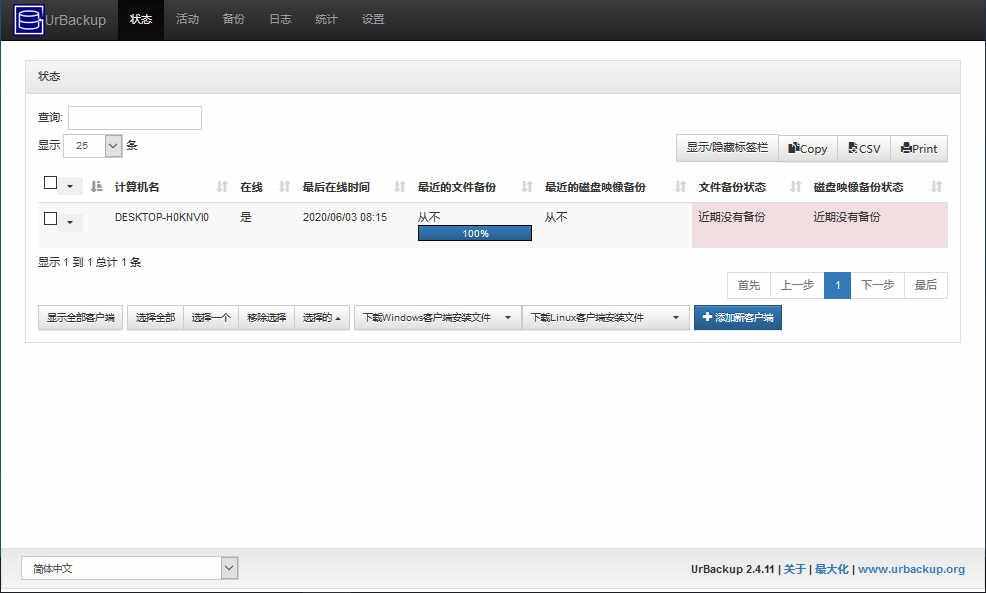 UrBackup 状态 活动 备份 日志 统计 设置
状态
查询:
显示 25 条
显示/隐藏标签栏 Copy CSV Print
计算机名 在线 最后在线时间 最近的文件备份 最近的磁盘映像备份 文件备份状态 磁盘映像备份状态
DESKTOP-H0KNVI0 是 2020/06/03 08:15 从不 从不 近期没有备份 近期没有备份
100%
显示 1 到 1 总计 1 条
首先 上一步 1 下一步 最后
显示全部客户端 选择全部 选择一个 移除选择 选择的 下载Windows客户端安装文件 下载Linux客户端安装文件 添加新客户端
简体中文
UrBackup 2.4.11 | 关于 | 最大化 | www.urbackup.org